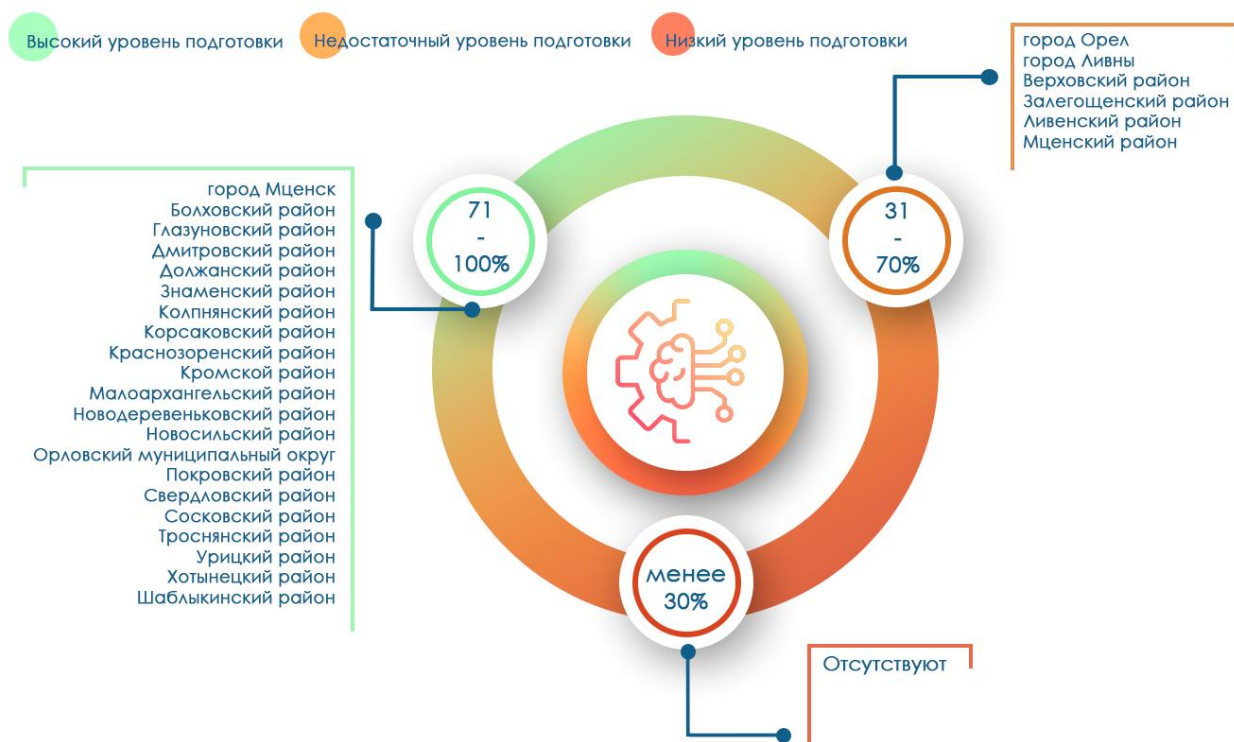 Высокий уровень подготовки
Недостаточный уровень подготовки
Низкий уровень подготовки
город Орел
город Ливны
Верховский район
Залегощенский район
Ливенский район
Мценский район
31
-
70%
71
-
100%
город Мценск
Болховский район
Глазуновский район
Дмитровский район
Должанский район
Знаменский район
Колпнянский район
Корсаковский район
Краснозоренский район
Кромской район
Малоархангельский район
Новодеревеньковский район
Новосильский район
Орловский муниципальный округ
Покровский район
Свердловский район
Сосковский район
Троснянский район
Урицкий район
Хотынецкий район
Шаблыкинский район
менее
30%
Отсутствуют